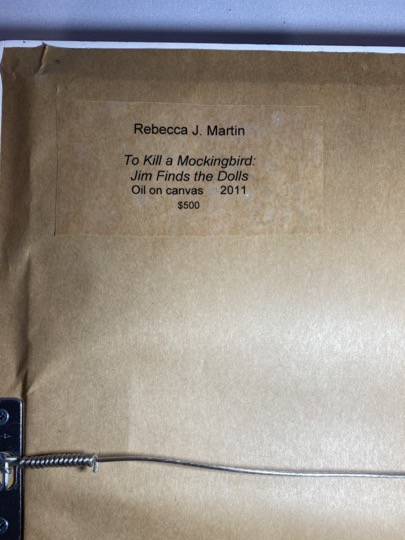 Rebecca J. Martin
To Kill a Mockingbird:
Jim Finds the Dolls
Oil on canvas 2011
$500